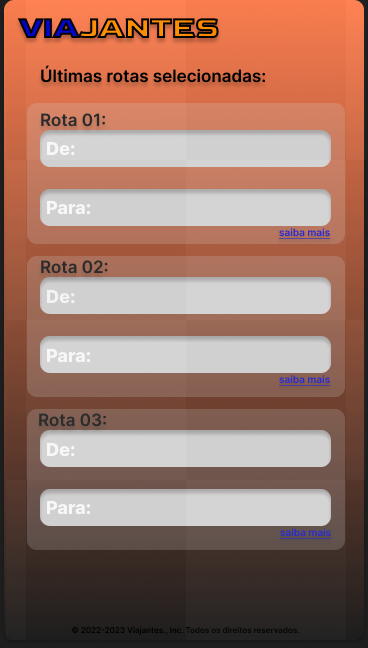 VIAJANTES
Últimas rotas selecionadas:
Rota 01:
De:
Para:
saiba mais
Rota 02:
De:
Para:
saiba mais
Rota 03:
De:
Para:
saiba mais
© 2022-2023 Viajantes., Inc. Todos os direitos reservados.